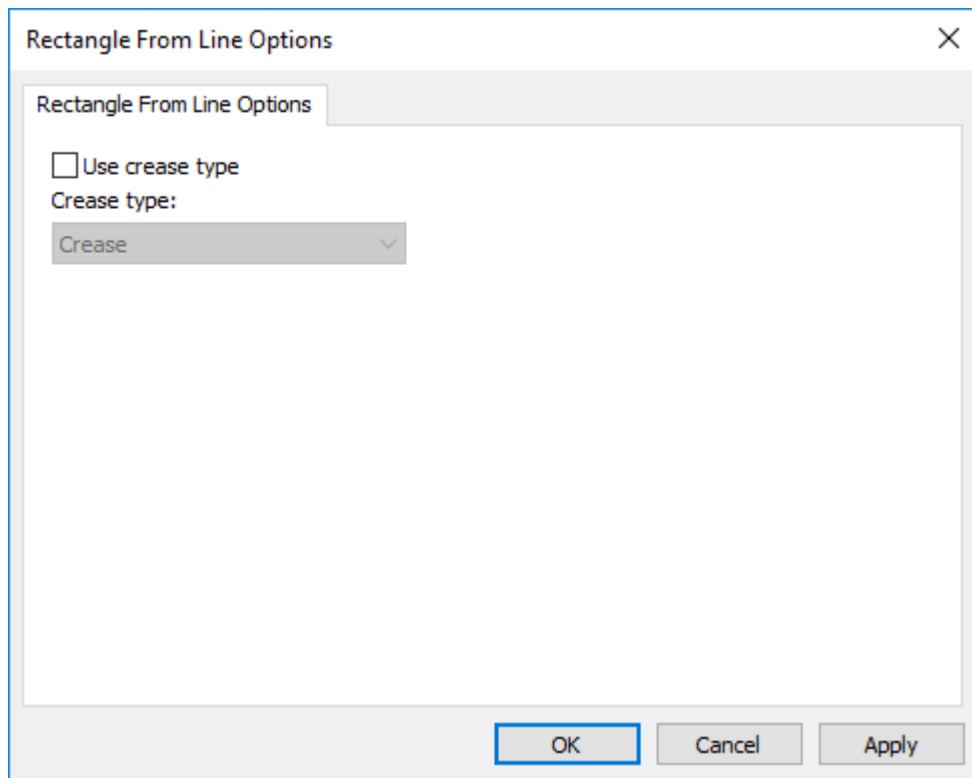 Rectangle From Line Options
Rectangle From Line Options
Use crease type
Crease type:
Crease
OK Cancel Apply